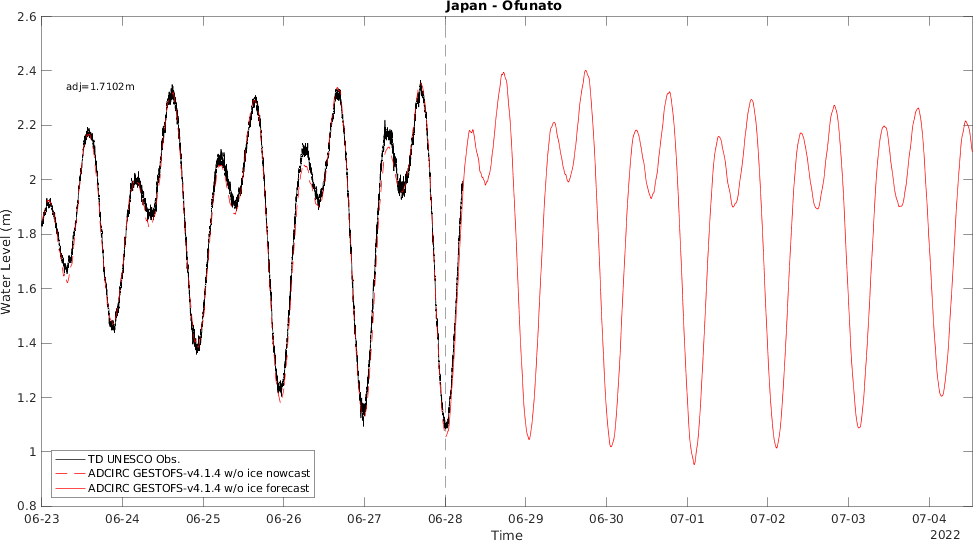 Japan - Ofunato
2.6
2.4
2.2
2
1.8
1.6
1.4
1.2
1
0.8
Water Level (m)
adj=1.7102m
TD UNESCO Obs.
ADCIRC GESTOFS-v4.1.4 w/o ice nowcast
ADCIRC GESTOFS-v4.1.4 w/o ice forecast
06-23 06-24 06-25 06-26 06-27 06-28 06-29 06-30 07-01 07-02 07-03 07-04
Time
2022